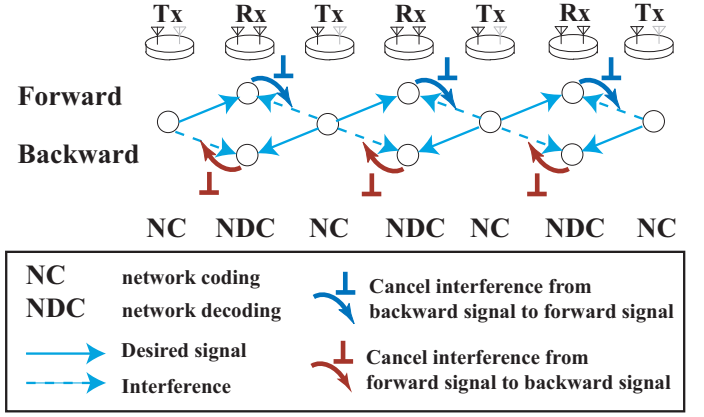 Tx Rx Tx Rx Tx Rx Tx
Forward
Backward
NC NDC NC NDC NC NDC NC
NC network coding
NDC network decoding
Desired signal
Interference
Cancel interference from
backward signal to forward signal
Cancel interference from
forward signal to backward signal